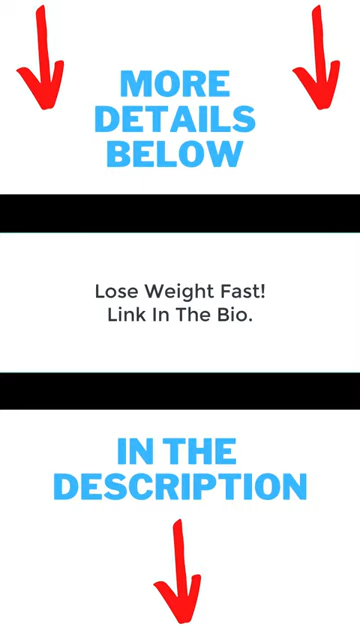 MORE
DETAILS
BELOW
Lose Weight Fast!
Link In The Bio.
IN THE
DESCRIPTION